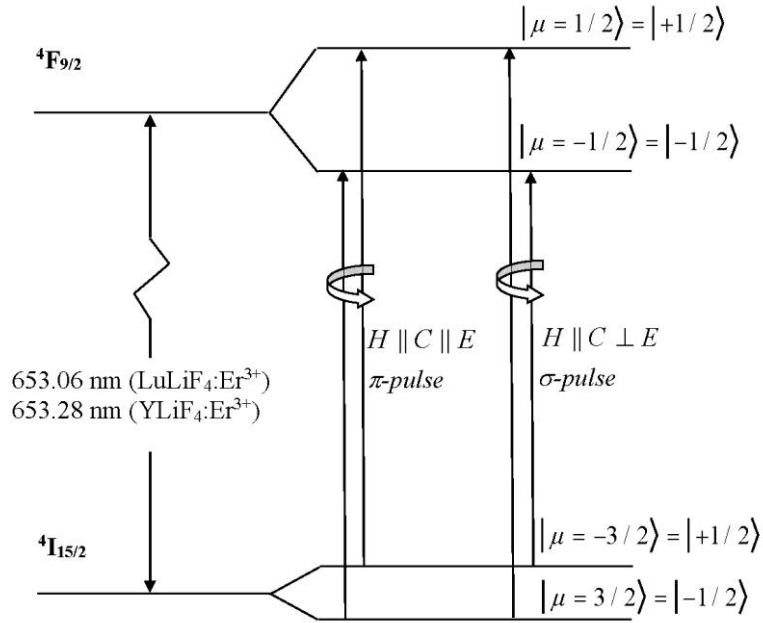 |μ = 1/2⟩ = |+1/2⟩
⁴F₉/₂
|μ = −1/2⟩ = |−1/2⟩
H || C || E
H || C ⊥ E
π-pulse
σ-pulse
653.06 nm (LuLiF₄:Er³⁺)
653.28 nm (YLiF₄:Er³⁺)
|μ = −3/2⟩ = |+1/2⟩
⁴I₁₅/₂
|μ = 3/2⟩ = |−1/2⟩